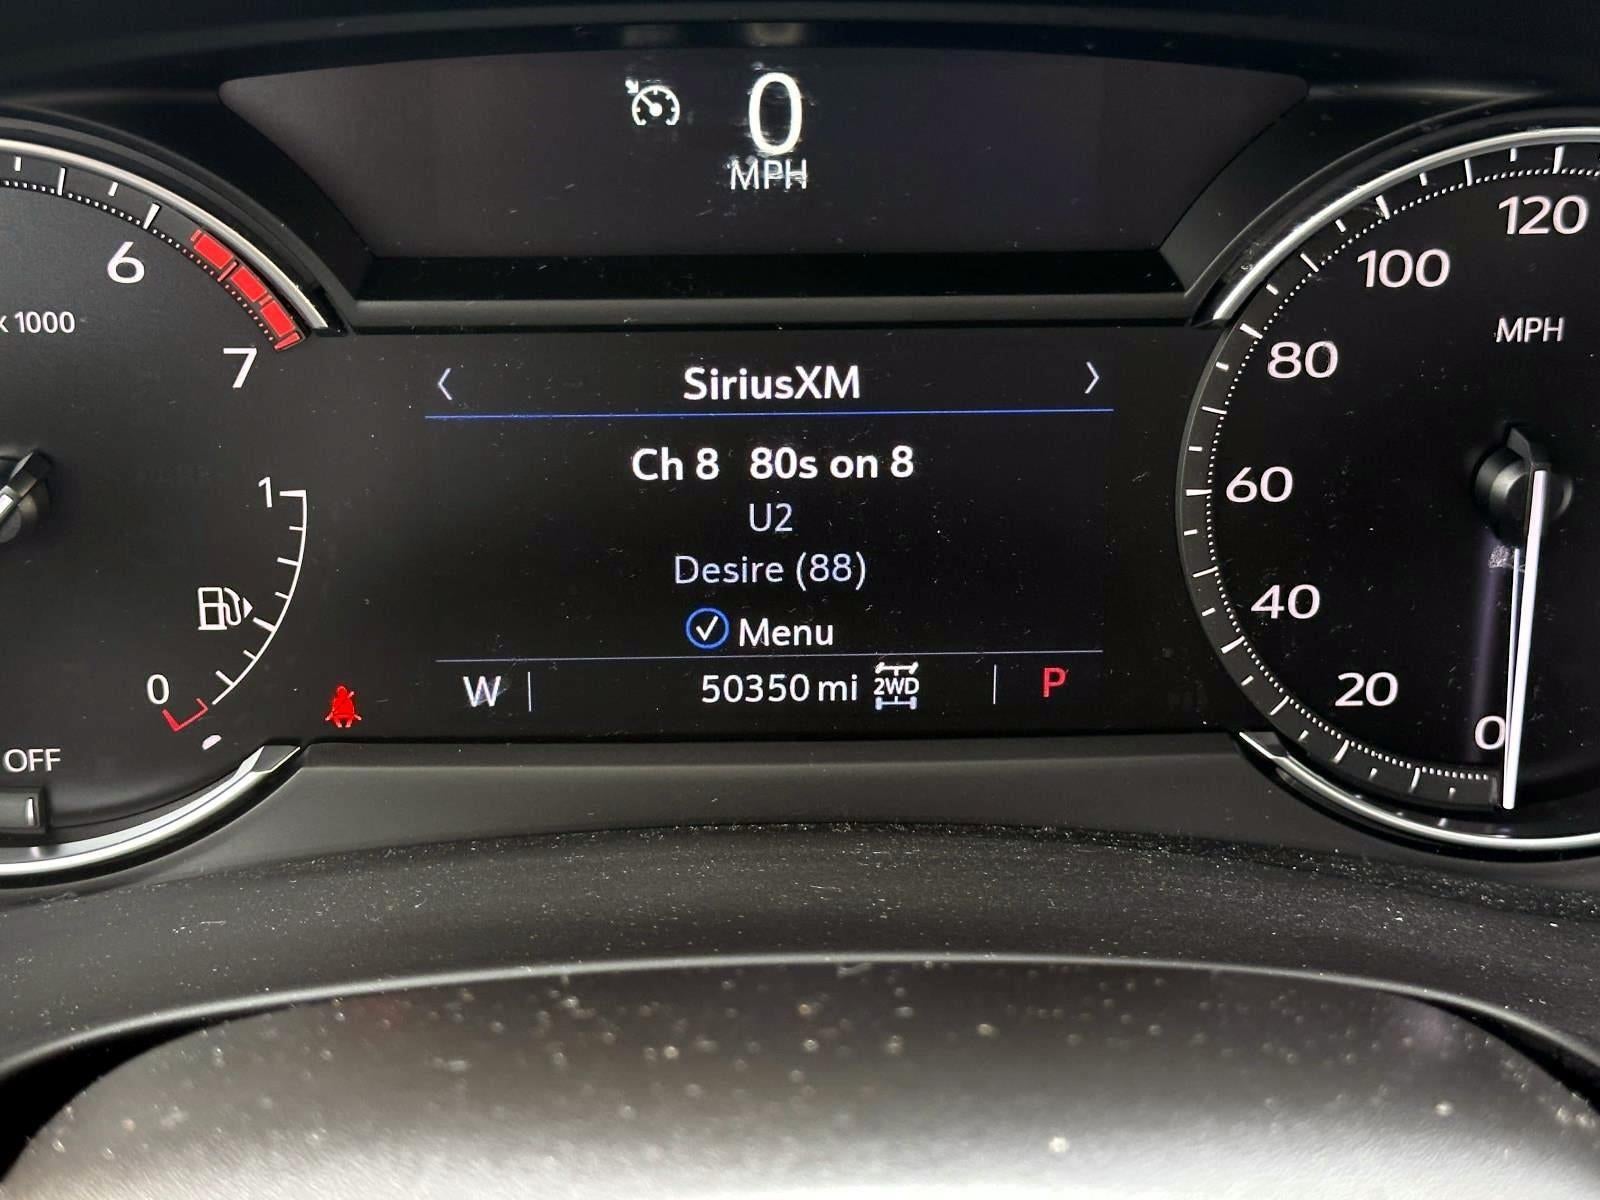 0
MPH
6
x 1000
7
1
0
OFF
SiriusXM
Ch 8 80s on 8
U2
Desire (88)
Menu
W
50350 mi 2WD
P
120
100
MPH
80
60
40
20
0